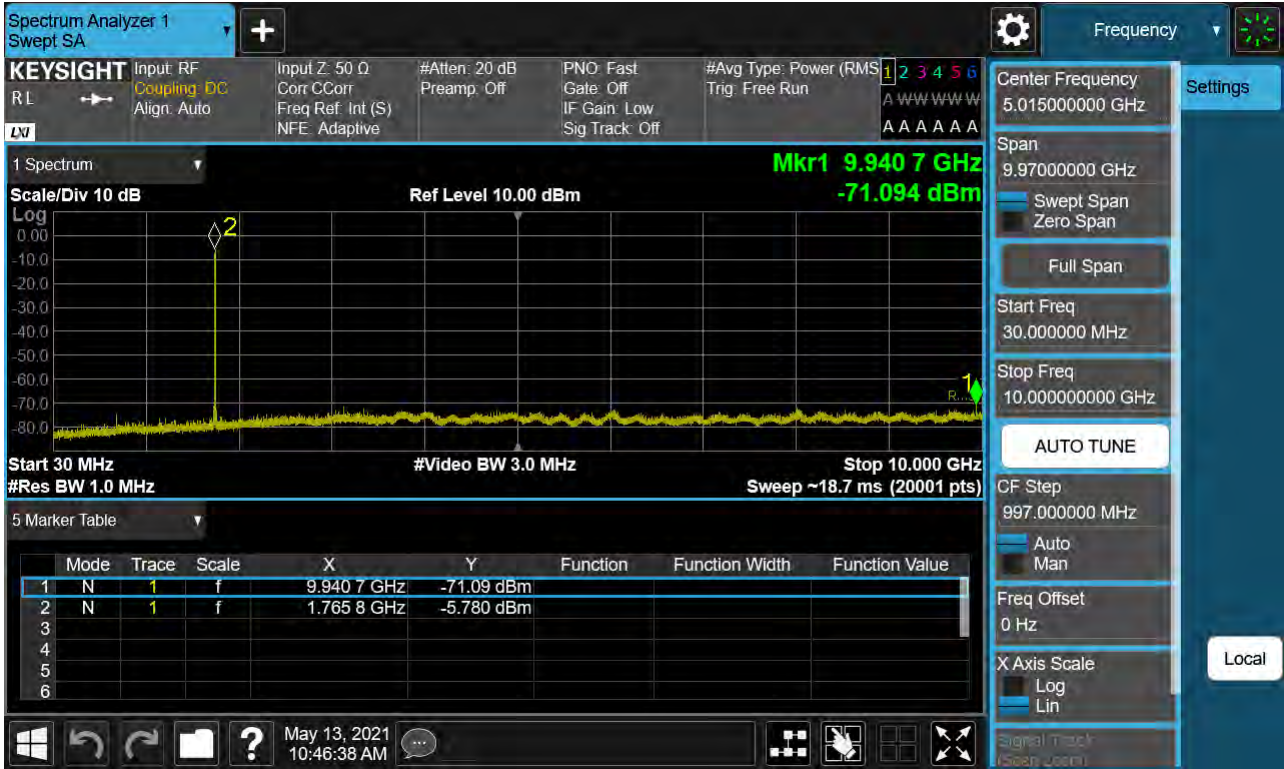 Spectrum Analyzer 1
Swept SA
+
Frequency
KEYSIGHT
RL
LXI
Input: RF
Coupling: DC
Align: Auto
Input Z: 50 Ω
Corr CCorr
Freq Ref: Int (S)
NFE: Adaptive
#Atten: 20 dB
Preamp: Off
PNO: Fast
Gate: Off
IF Gain: Low
Sig Track: Off
#Avg Type: Power (RMS
Trig: Free Run
1 2 3 4 5 6
A W W W W W
A A A A A A
1 Spectrum
Mkr1 9.940 7 GHz
Scale/Div 10 dB
Ref Level 10.00 dBm
-71.094 dBm
Log
0.00
-10.0
-20.0
-30.0
-40.0
-50.0
-60.0
-70.0
-80.0
2
1
Start 30 MHz
#Video BW 3.0 MHz
Stop 10.000 GHz
#Res BW 1.0 MHz
Sweep ~18.7 ms (20001 pts)
5 Marker Table
Mode Trace Scale X Y Function Function Width Function Value
1 N 1 f 9.940 7 GHz -71.09 dBm
2 N 1 f 1.765 8 GHz -5.780 dBm
3
4
5
6
May 13, 2021
10:46:38 AM
?
Center Frequency
5.015000000 GHz
Span
9.97000000 GHz
Swept Span
Zero Span
Full Span
Start Freq
30.000000 MHz
Stop Freq
10.000000000 GHz
AUTO TUNE
CF Step
997.000000 MHz
Auto
Man
Freq Offset
0 Hz
X Axis Scale
Log
Lin
Signal Track
(Span Zoom)
Settings
Local